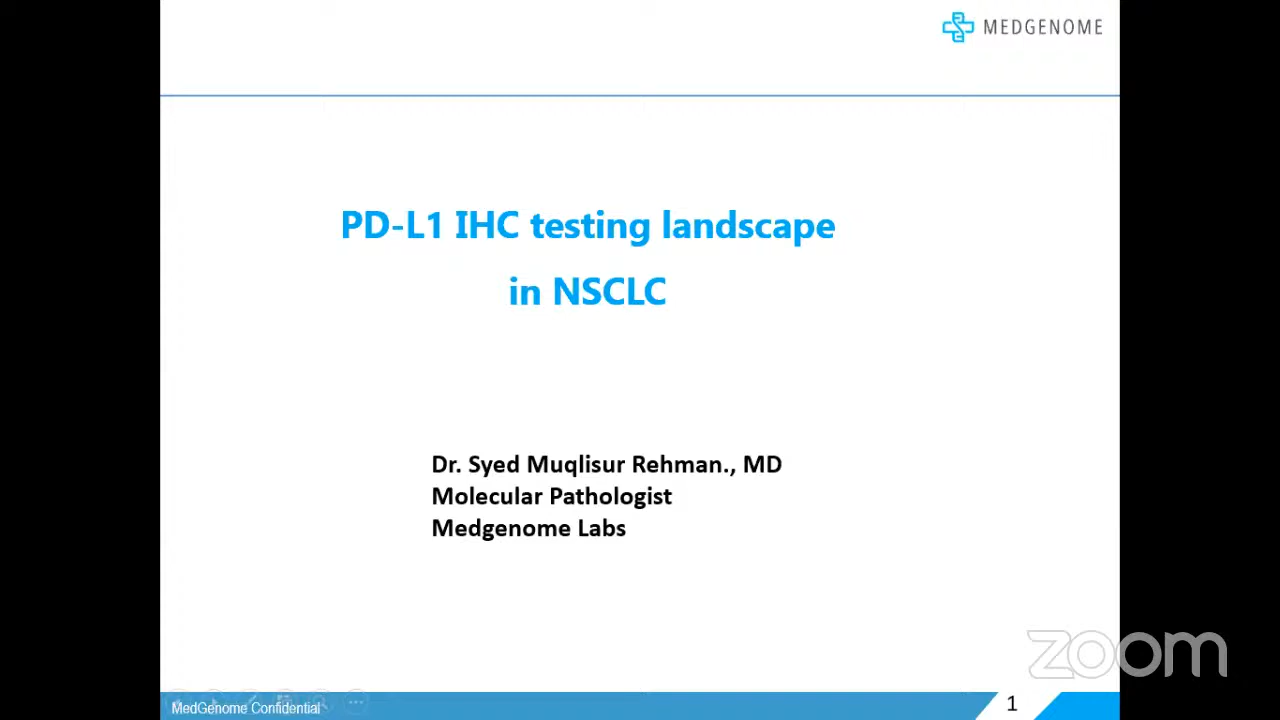 MEDGENOME
PD-L1 IHC testing landscape
in NSCLC
Dr. Syed Muqlisur Rehman., MD
Molecular Pathologist
Medgenome Labs
zoom
MedGenome Confidential
1